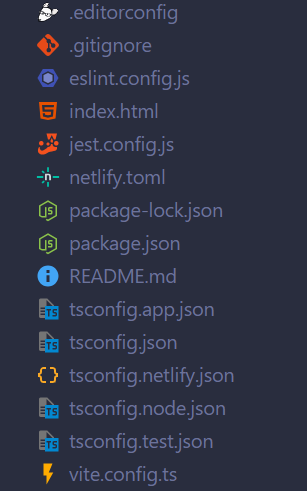 .editorconfig
.gitignore
eslint.config.js
index.html
jest.config.js
netlify.toml
package-lock.json
package.json
README.md
tsconfig.app.json
tsconfig.json
tsconfig.netlify.json
tsconfig.node.json
tsconfig.test.json
vite.config.ts